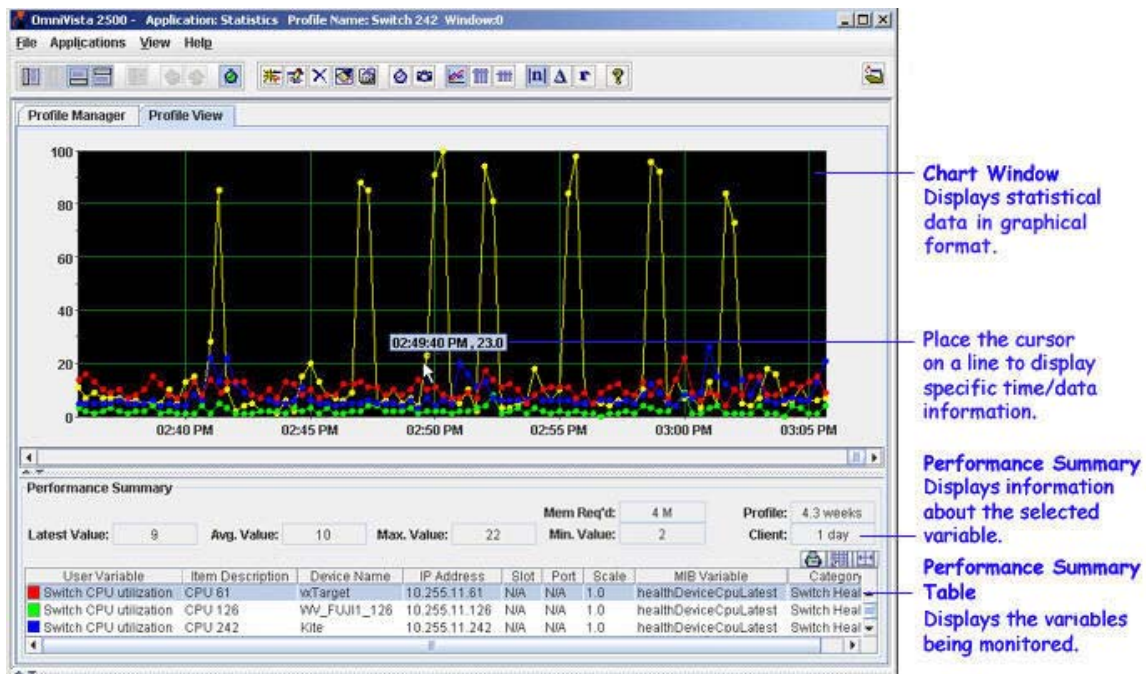 OmniVista 2500 - Application: Statistics Profile Name: Switch 242 Window:0
File Applications View Help
Profile Manager Profile View
100
80
60
40
20
0
02:49:40 PM , 23.0
02:40 PM 02:45 PM 02:50 PM 02:55 PM 03:00 PM 03:05 PM
Chart Window
Displays statistical
data in graphical
format.
Place the cursor
on a line to display
specific time/data
information.
Performance Summary
Mem Req'd: 4 M Profile: 4.3 weeks
Latest Value: 9 Avg. Value: 10 Max. Value: 22 Min. Value: 2 Client: 1 day
User Variable Item Description Device Name IP Address Slot Port Scale MIB Variable Categor
Switch CPU utilization CPU 61 vxTarget 10.255.11.61 N/A N/A 1.0 healthDeviceCpuLatest Switch Heal
Switch CPU utilization CPU 126 WV_FUJI1_126 10.255.11.126 N/A N/A 1.0 healthDeviceCpuLatest Switch Heal
Switch CPU utilization CPU 242 Kite 10.255.11.242 N/A N/A 1.0 healthDeviceCpuLatest Switch Heal
Performance Summary
Displays information
about the selected
variable.
Performance Summary
Table
Displays the variables
being monitored.